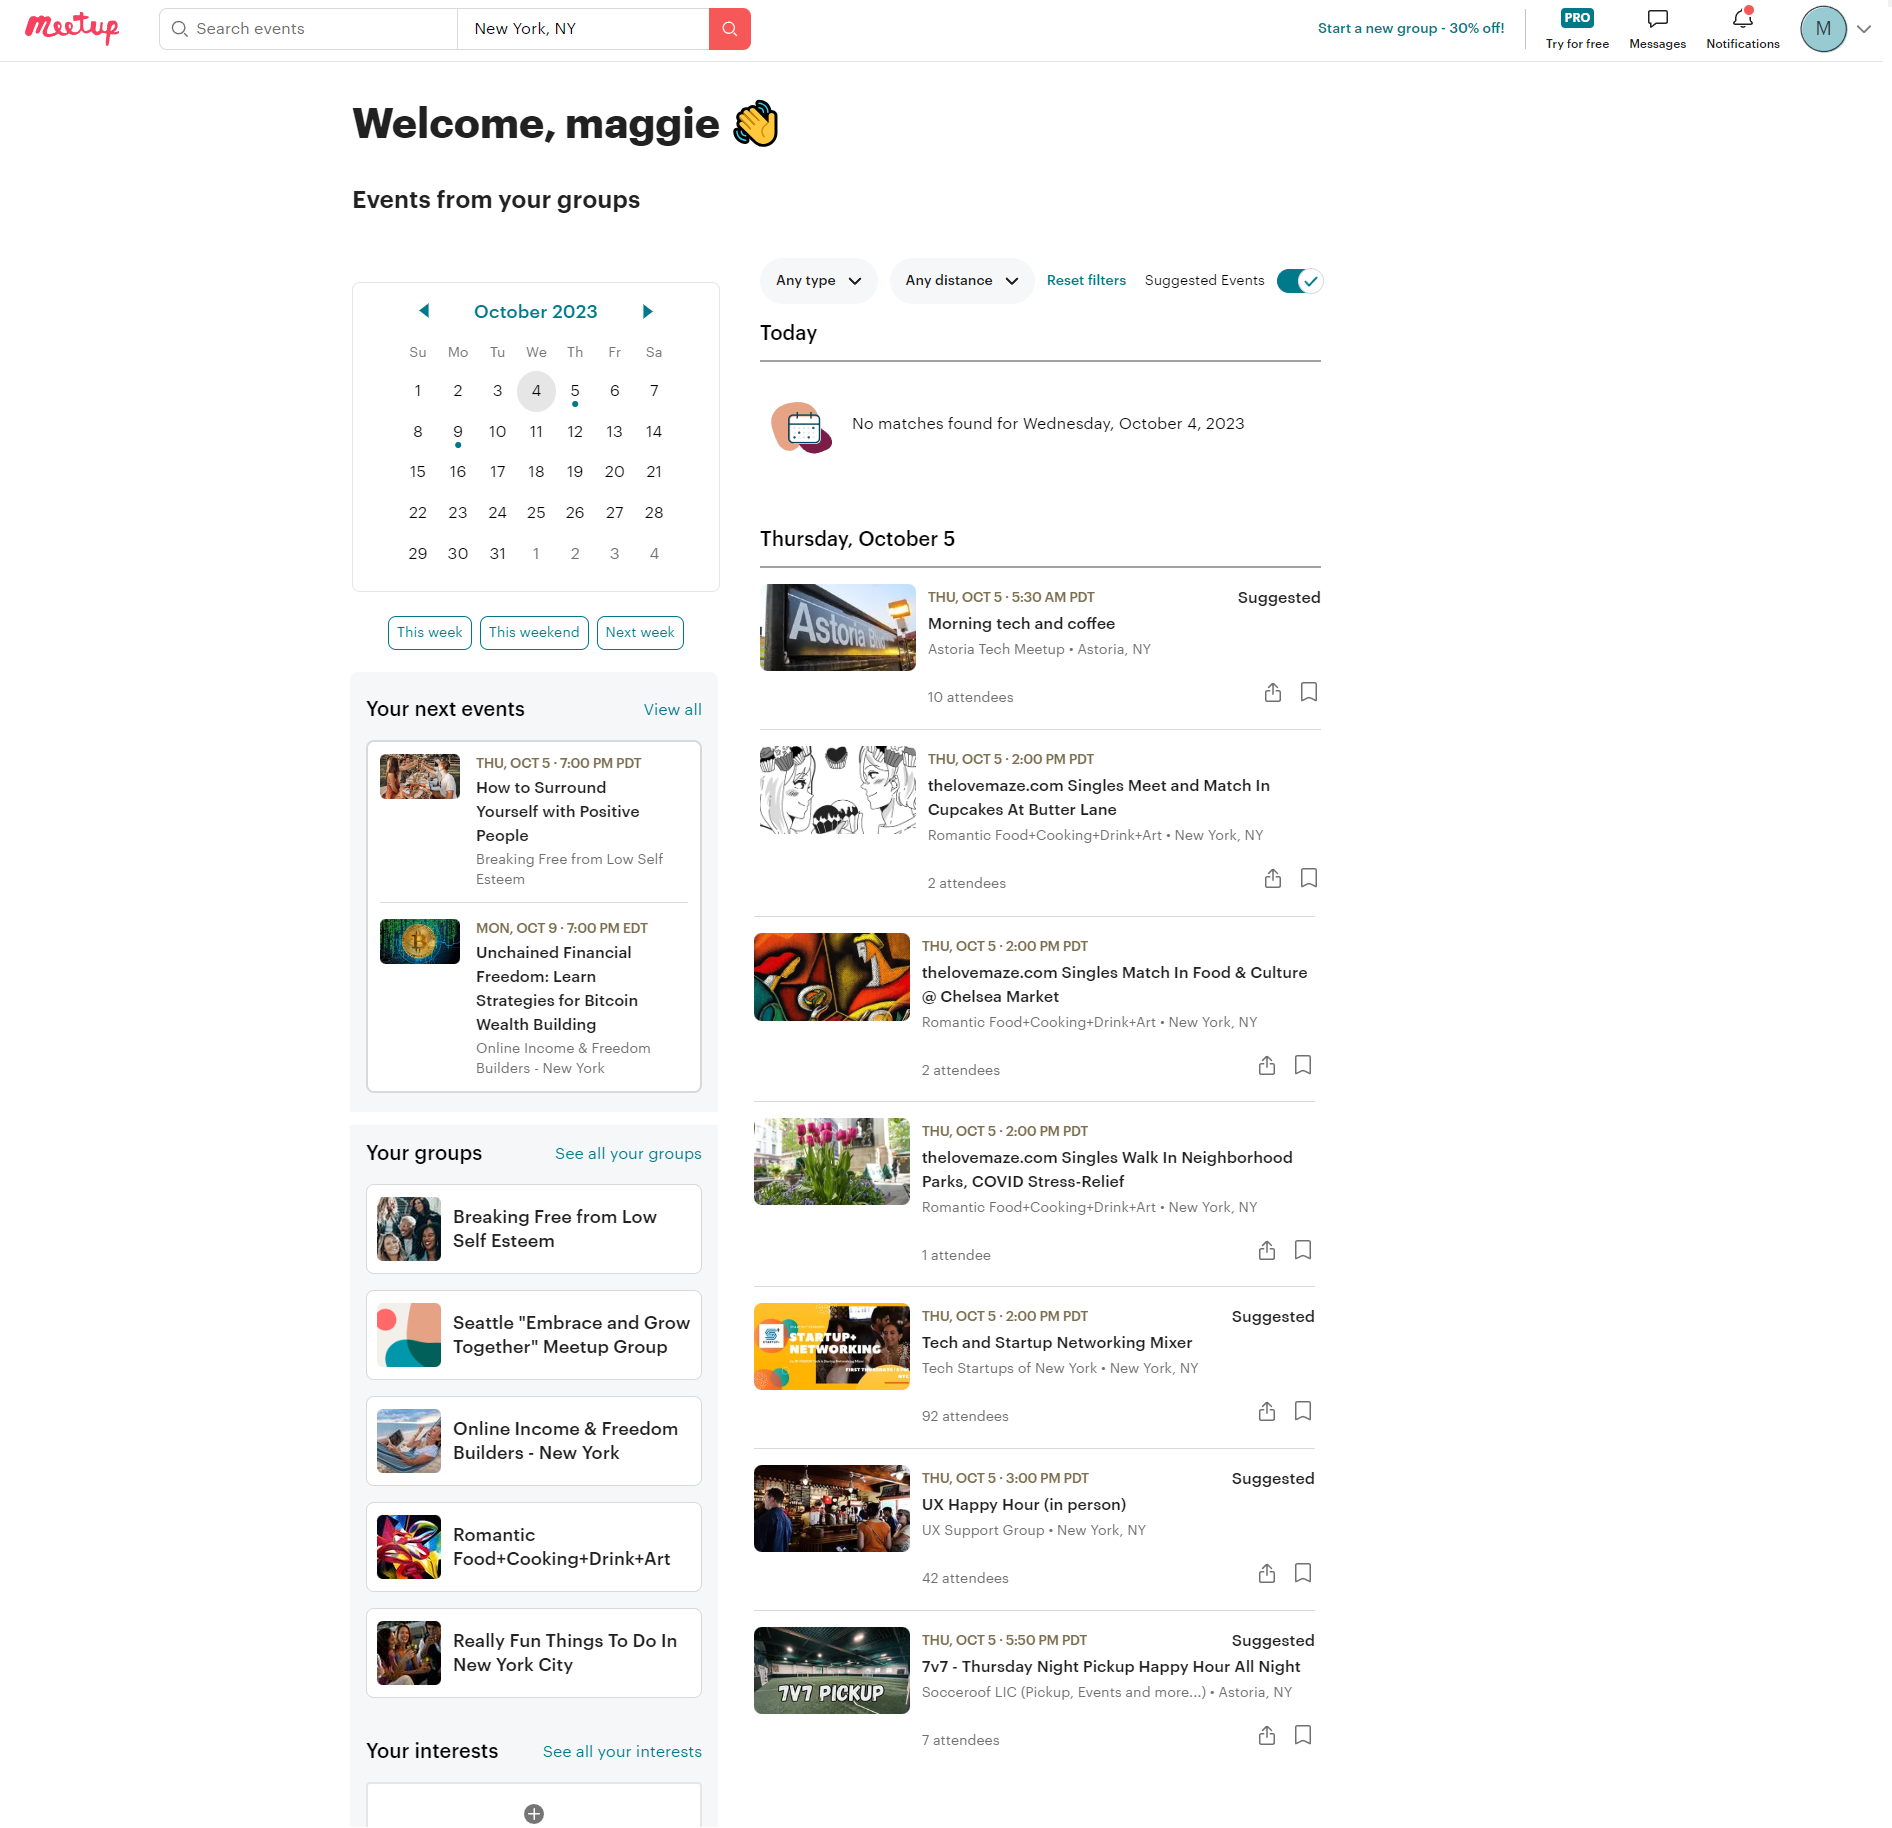 Meetup
Search events
New York, NY
Start a new group - 30% off!
PRO
Try for free
Messages
Notifications
M
Welcome, maggie
Events from your groups
October 2023
Su Mo Tu We Th Fr Sa
1 2 3 4 5 6 7
8 9 10 11 12 13 14
15 16 17 18 19 20 21
22 23 24 25 26 27 28
29 30 31 1 2 3 4
This week This weekend Next week
Your next events
View all
THU, OCT 5 · 7:00 PM PDT
How to Surround
Yourself with Positive
People
Breaking Free from Low Self
Esteem
MON, OCT 9 · 7:00 PM EDT
Unchained Financial
Freedom: Learn
Strategies for Bitcoin
Wealth Building
Online Income & Freedom
Builders - New York
Your groups
See all your groups
Breaking Free from Low
Self Esteem
Seattle "Embrace and Grow
Together" Meetup Group
Online Income & Freedom
Builders - New York
Romantic
Food+Cooking+Drink+Art
Really Fun Things To Do In
New York City
Your interests
See all your interests
Any type
Any distance
Reset filters
Suggested Events
Today
No matches found for Wednesday, October 4, 2023
Thursday, October 5
Astoria Blv
THU, OCT 5 · 5:30 AM PDT
Suggested
Morning tech and coffee
Astoria Tech Meetup • Astoria, NY
10 attendees
THU, OCT 5 · 2:00 PM PDT
thelovemaze.com Singles Meet and Match In
Cupcakes At Butter Lane
Romantic Food+Cooking+Drink+Art • New York, NY
2 attendees
THU, OCT 5 · 2:00 PM PDT
thelovemaze.com Singles Match In Food & Culture
@ Chelsea Market
Romantic Food+Cooking+Drink+Art • New York, NY
2 attendees
THU, OCT 5 · 2:00 PM PDT
thelovemaze.com Singles Walk In Neighborhood
Parks, COVID Stress-Relief
Romantic Food+Cooking+Drink+Art • New York, NY
1 attendee
STARTUP+
NETWORKING
THU, OCT 5 · 2:00 PM PDT
Suggested
Tech and Startup Networking Mixer
Tech Startups of New York • New York, NY
92 attendees
THU, OCT 5 · 3:00 PM PDT
Suggested
UX Happy Hour (in person)
UX Support Group • New York, NY
42 attendees
7V7 PICKUP
THU, OCT 5 · 5:50 PM PDT
Suggested
7v7 - Thursday Night Pickup Happy Hour All Night
Socceroof LIC (Pickup, Events and more...) • Astoria, NY
7 attendees